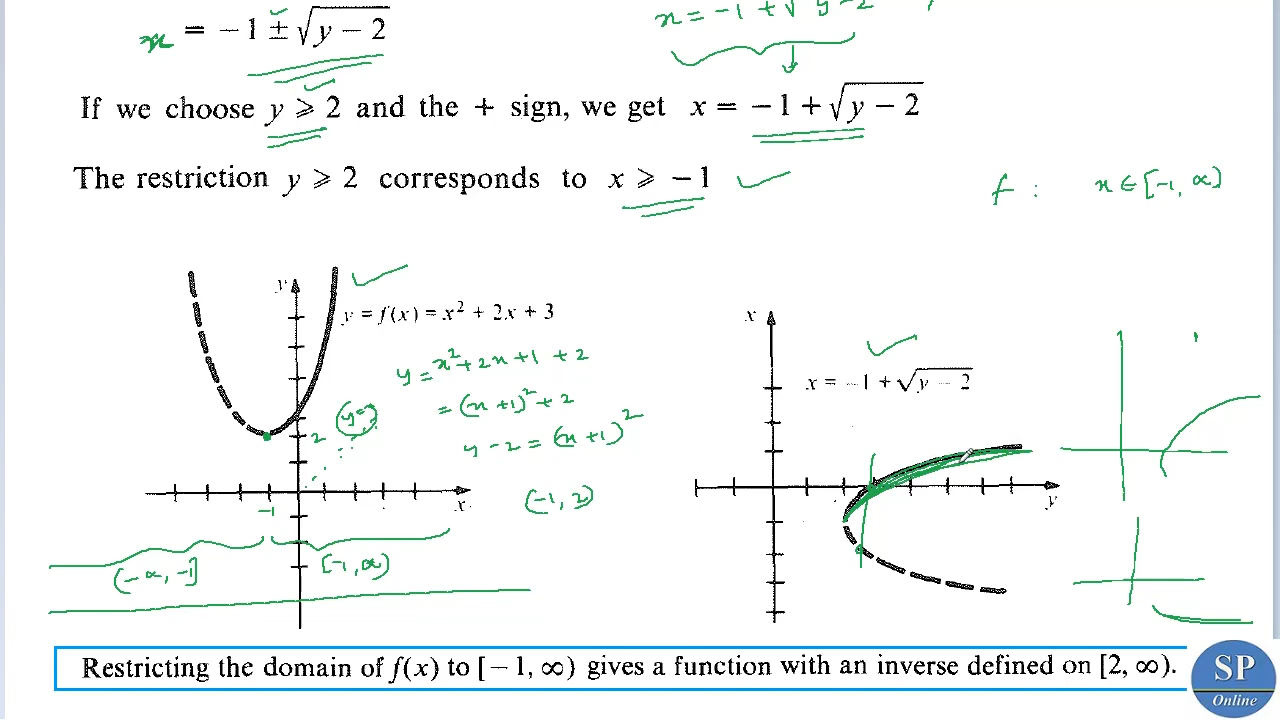 x = −1 ± √(y − 2)
x = −1 + √y − 2
If we choose y ⩾ 2 and the + sign, we get x = −1 + √(y − 2)
The restriction y ⩾ 2 corresponds to x ⩾ −1
f : x ∈ [−1, ∝)
y
y = f(x) = x² + 2x + 3
y = x² + 2x + 1 + 2
= (x + 1)² + 2
y − 2 = (x + 1)²
2
(−1, 2)
−1
x
(−∝, −1]
[−1, ∝)
x
x = −1 + √(y − 2)
y
Restricting the domain of f(x) to [−1, ∞) gives a function with an inverse defined on [2, ∞).
SP
Online